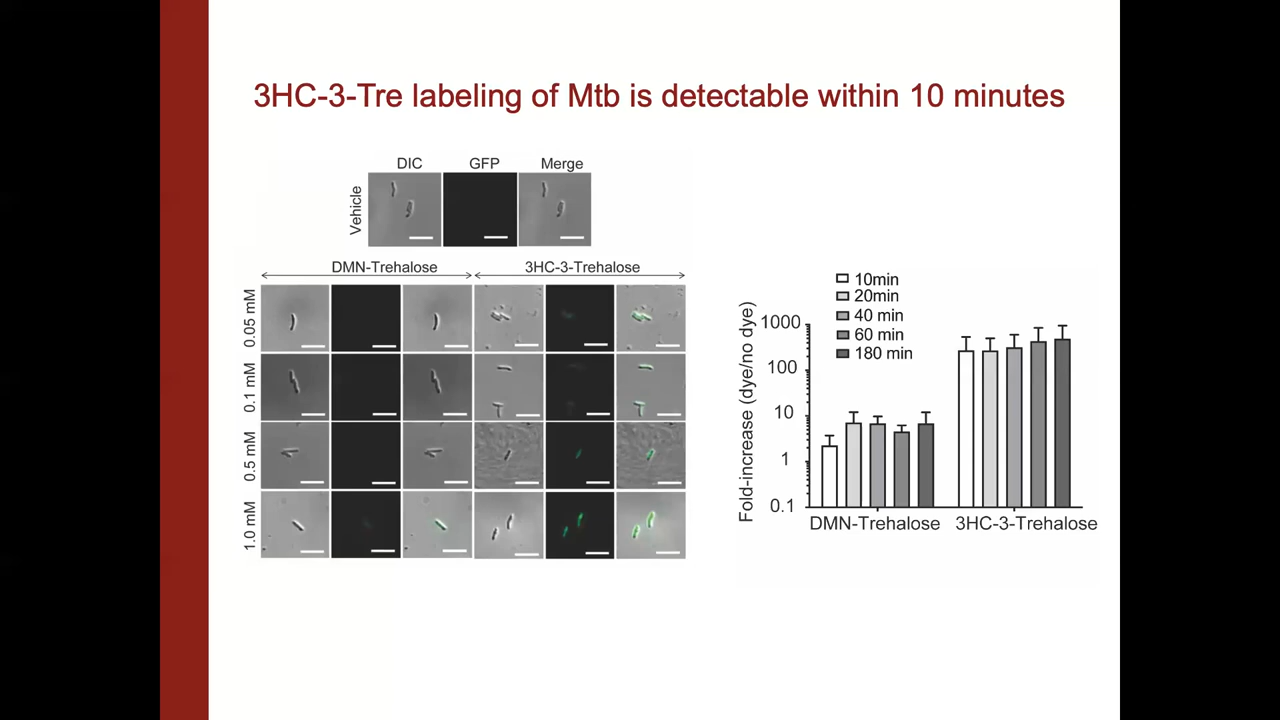 3HC-3-Tre labeling of Mtb is detectable within 10 minutes
DIC GFP Merge
Vehicle
DMN-Trehalose 3HC-3-Trehalose
0.05 mM
0.1 mM
0.5 mM
1.0 mM
10min
20min
40 min
60 min
180 min
Fold-increase (dye/no dye)
1000
100
10
1
0.1
DMN-Trehalose 3HC-3-Trehalose